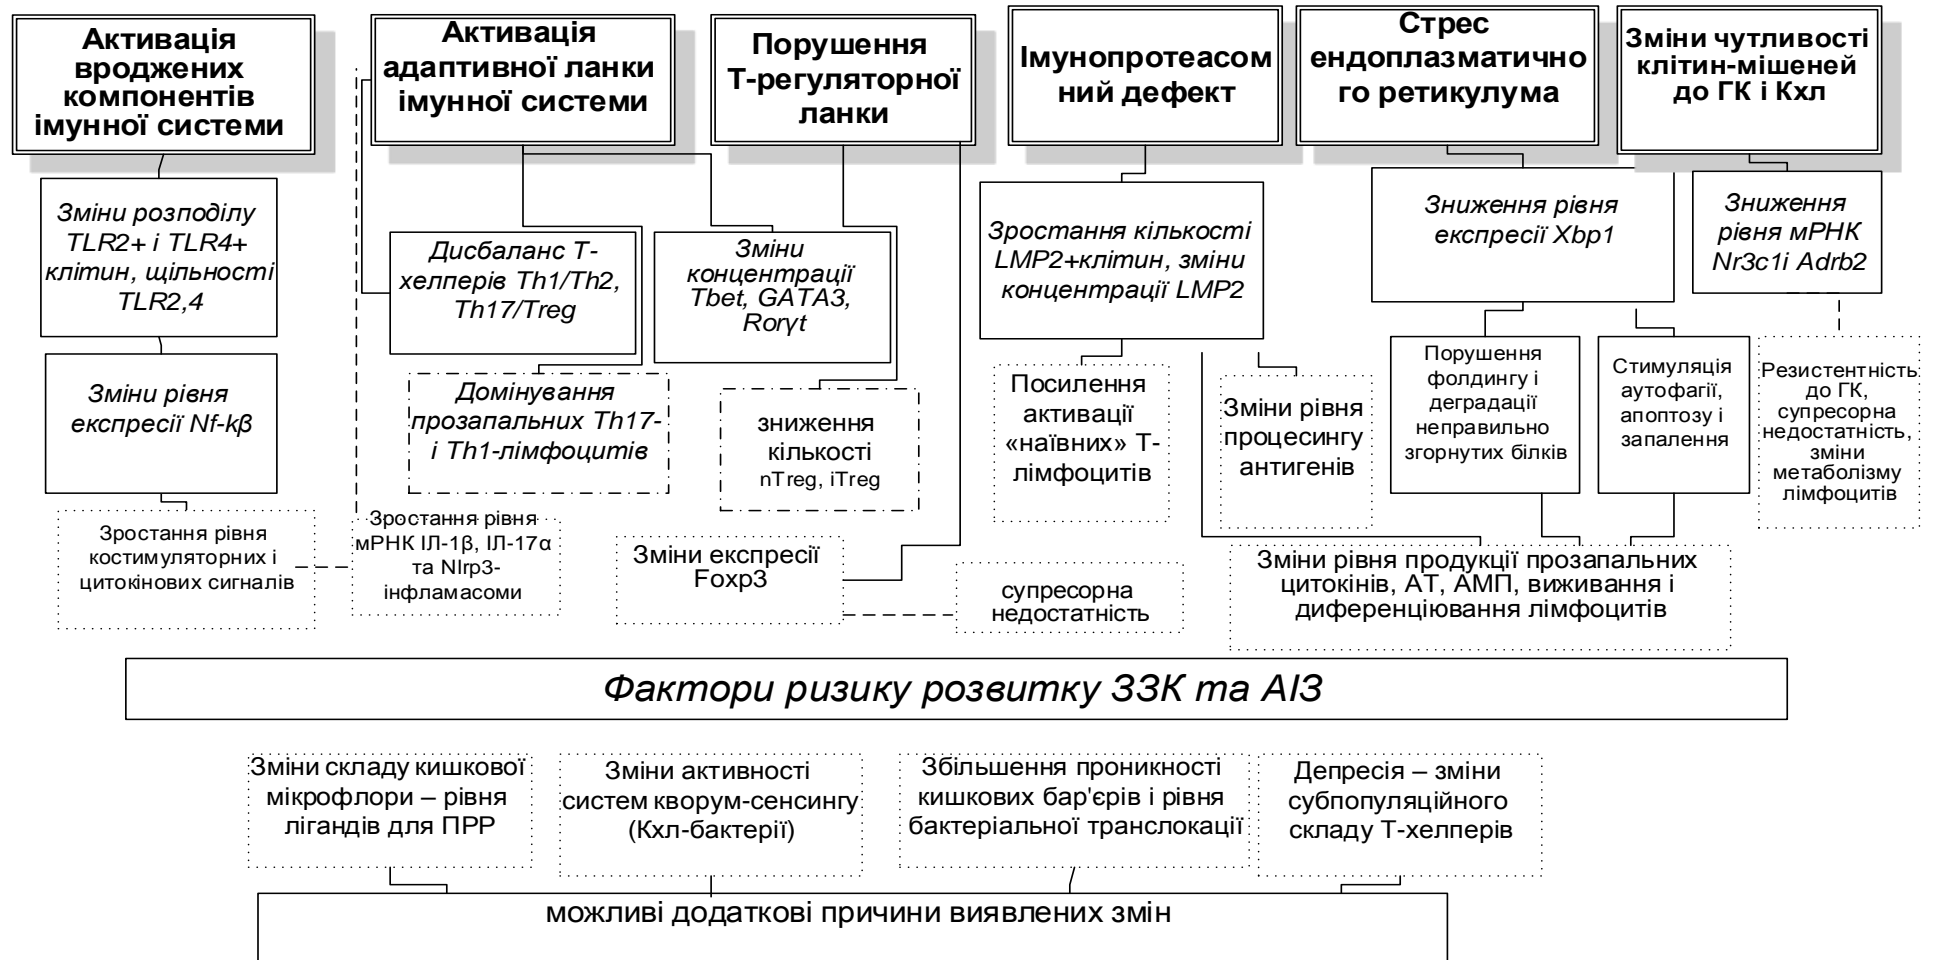 Активація
вроджених
компонентів
імунної системи
Активація
адаптивної ланки
імунної системи
Порушення
Т-регуляторної
ланки
Імунопротеасом
ний дефект
Стрес
ендоплазматично
го ретикулума
Зміни чутливості
клітин-мішеней
до ГК і Кхл
Зміни розподілу
TLR2+ і TLR4+
клітин, щільності
TLR2,4
Дисбаланс Т-
хелперів Th1/Th2,
Th17/Treg
Зміни
концентрації
Tbet, GATA3,
Rorγt
Зростання кількості
LMP2+клітин, зміни
концентрації LMP2
Зниження рівня
експресії Xbp1
Зниження
рівня мРНК
Nr3c1і Adrb2
Зміни рівня
експресії Nf-kβ
Домінування
прозапальних Th17-
і Th1-лімфоцитів
зниження
кількості
nTreg, iTreg
Посилення
активації
«наївних» Т-
лімфоцитів
Зміни рівня
процесингу
антигенів
Порушення
фолдингу і
деградації
неправильно
згорнутих білків
Стимуляція
аутофагії,
апоптозу і
запалення
Резистентність
до ГК,
супресорна
недостатність,
зміни
метаболізму
лімфоцитів
Зростання рівня
костимуляторних і
цитокінових сигналів
Зростання рівня
мРНК ІЛ-1β, ІЛ-17α
та Nlrp3-
інфламасоми
Зміни експресії
Foxp3
супресорна
недостатність
Зміни рівня продукції прозапальних
цитокінів, АТ, АМП, виживання і
диференціювання лімфоцитів
Фактори ризику розвитку ЗЗК та АІЗ
Зміни складу кишкової
мікрофлори – рівня
лігандів для ПРР
Зміни активності
систем кворум-сенсингу
(Кхл-бактерії)
Збільшення проникності
кишкових бар'єрів і рівня
бактеріальної транслокації
Депресія – зміни
субпопуляційного
складу Т-хелперів
можливі додаткові причини виявлених змін